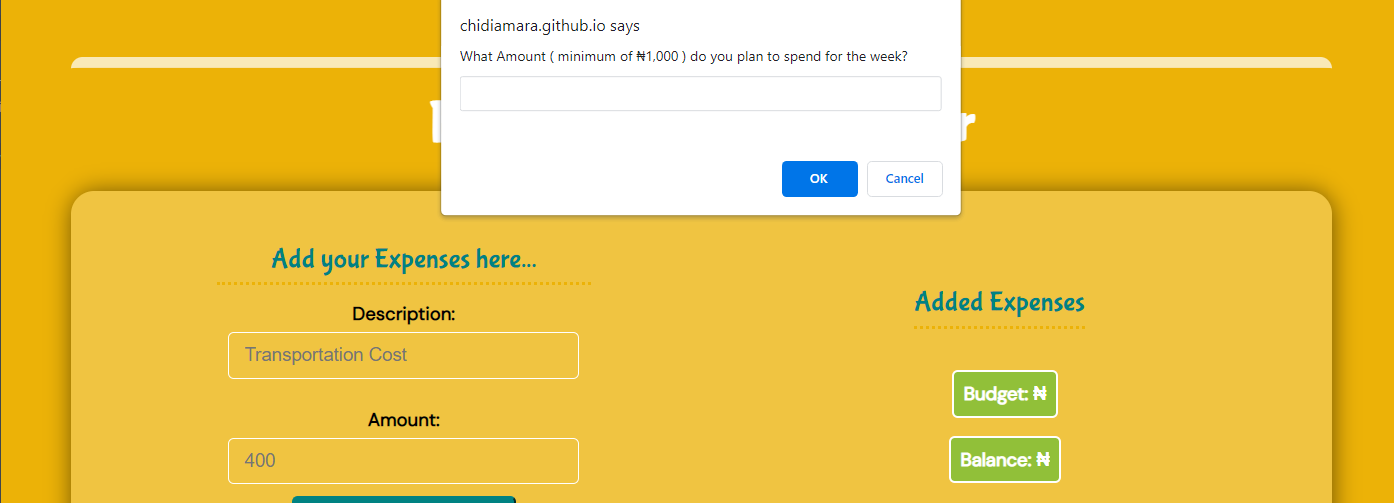 chidiamara.github.io says
What Amount ( minimum of ₦1,000 ) do you plan to spend for the week?
OK
Cancel
Add your Expenses here...
Description:
Transportation Cost
Amount:
400
Added Expenses
Budget: ₦
Balance: ₦